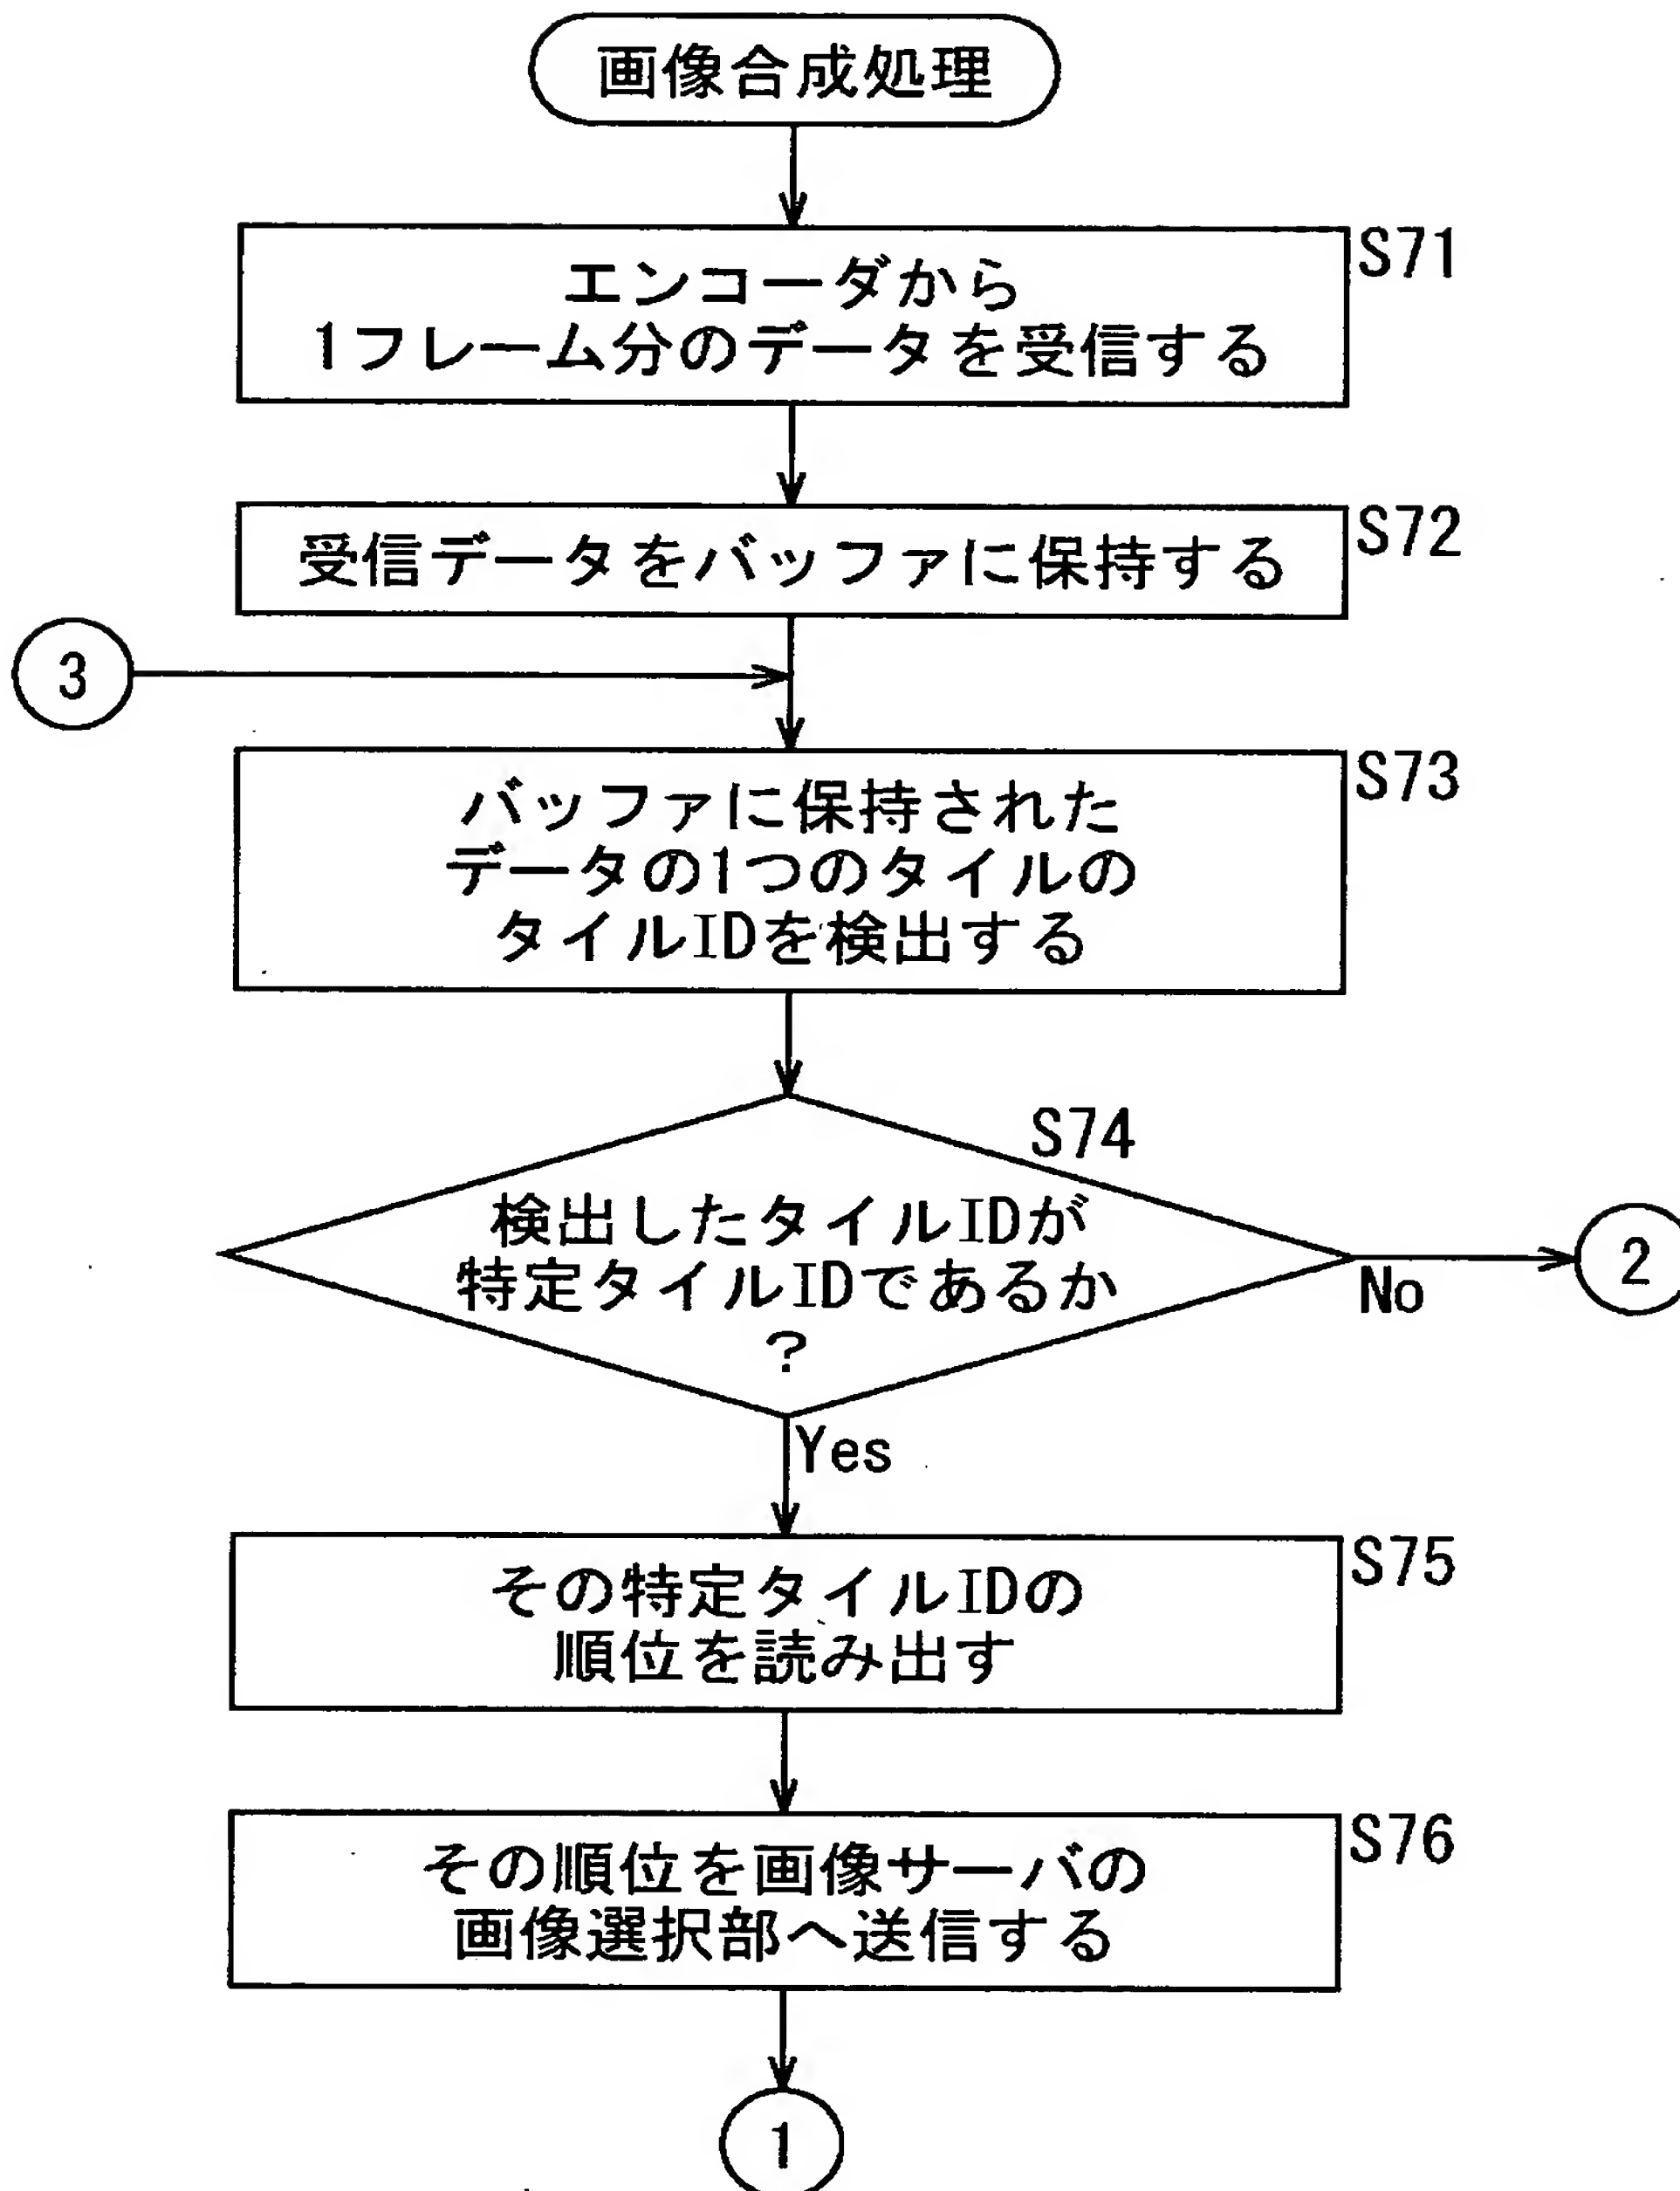 画像合成処理
S71
エンコーダから
1フレーム分のデータを受信する
S72
受信データをバッファに保持する
3
S73
バッファに保持された
データの1つのタイルの
タイルIDを検出する
S74
検出したタイルIDが
特定タイルIDであるか
?
No
2
Yes
S75
その特定タイルIDの
順位を読み出す
S76
その順位を画像サーバの
画像選択部へ送信する
1